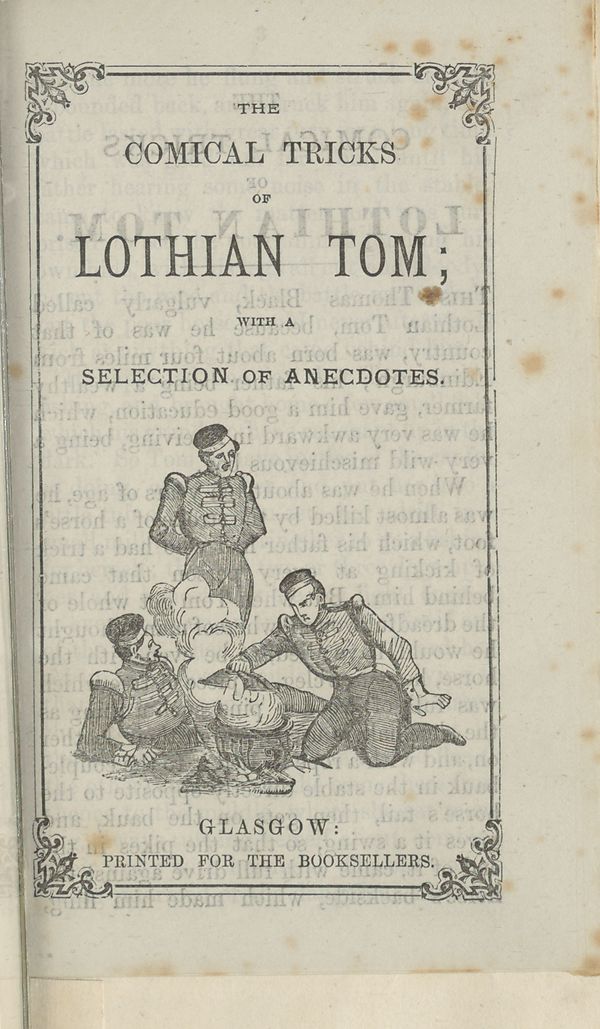 THE
COMICAL TRICKS
OF
LOTHIAN TOM;
WITH A
SELECTION OF ANECDOTES.
GLASGOW:
PRINTED FOR THE BOOKSELLERS.